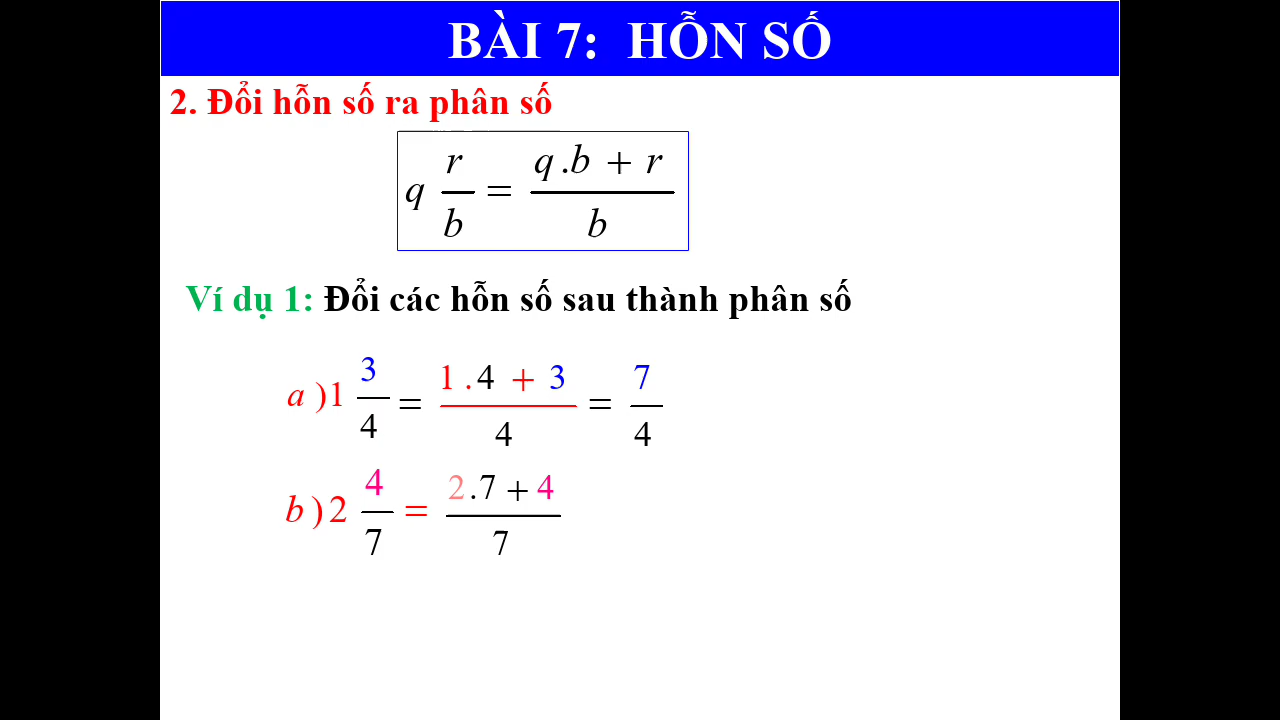 BÀI 7: HỖN SỐ
2. Đổi hỗn số ra phân số
q r/b = q.b + r/b
Ví dụ 1: Đổi các hỗn số sau thành phân số
a )1 3/4 = 1.4 + 3/4 = 7/4
b )2 4/7 = 2.7 + 4/7